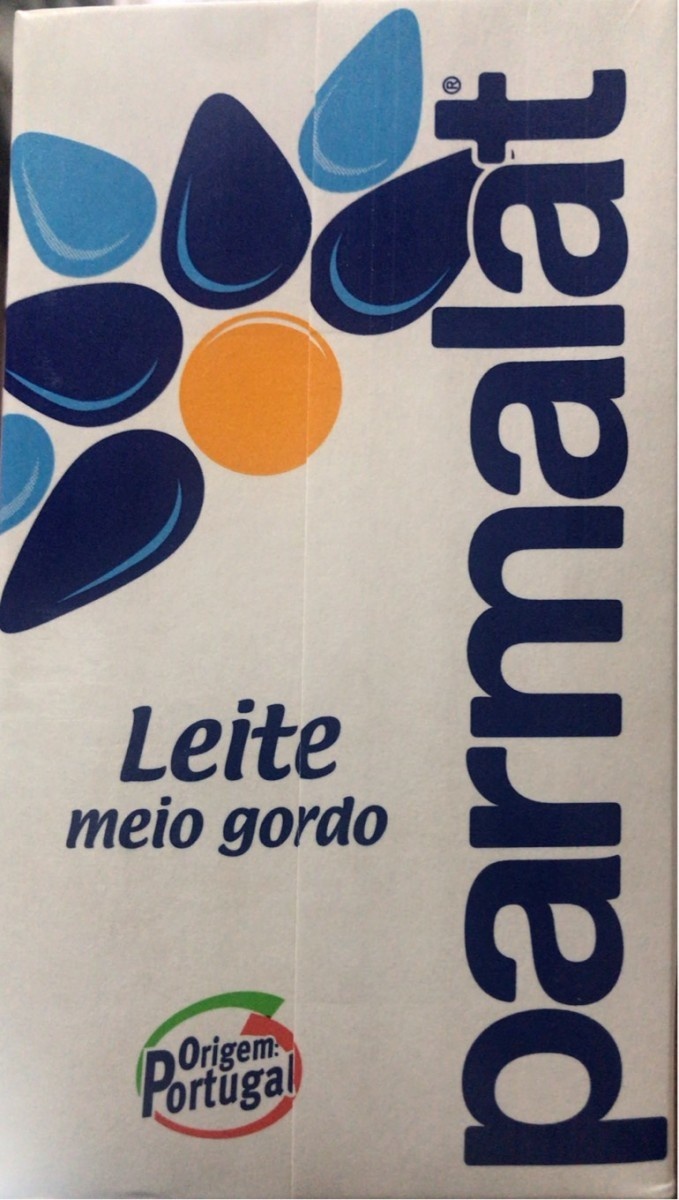 parmalat®
Leite
meio gordo
Origem:
Portugal